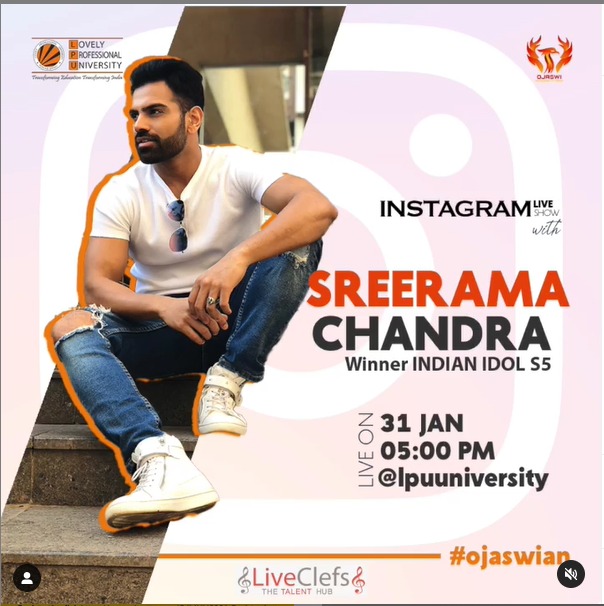 LOVELY
PROFESSIONAL
UNIVERSITY
Transforming Education Transforming India
OJASWI
INSTAGRAM LIVE SHOW
with
SREERAMA
CHANDRA
Winner INDIAN IDOL S5
LIVE ON
31 JAN
05:00 PM
@lpuuniversity
#ojaswian
LiveClefs
THE TALENT HUB